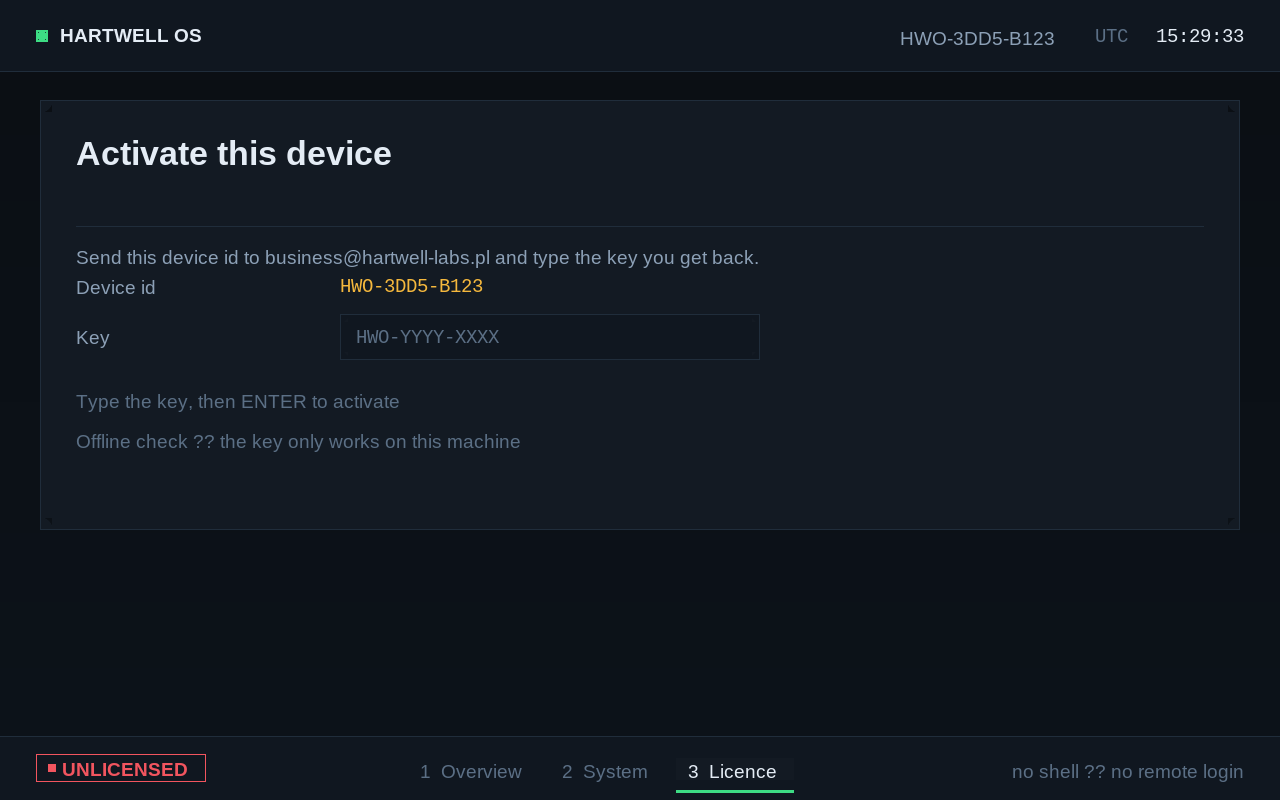 HARTWELL OS
HWO-3DD5-B123 UTC 15:29:33
Activate this device
Send this device id to business@hartwell-labs.pl and type the key you get back.
Device id HWO-3DD5-B123
Key HWO-YYYY-XXXX
Type the key, then ENTER to activate
Offline check ?? the key only works on this machine
UNLICENSED
1 Overview 2 System 3 Licence
no shell ?? no remote login